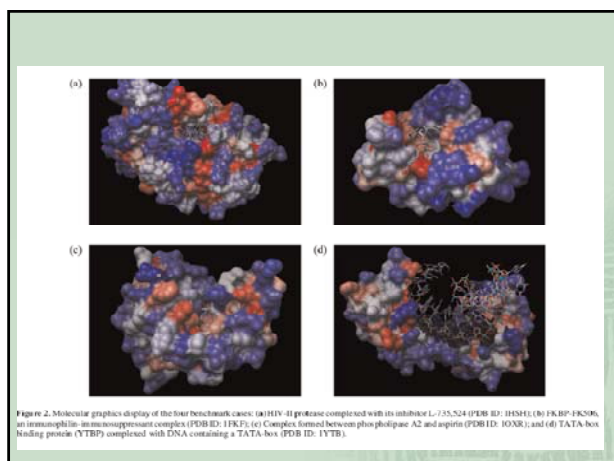 (a)
(b)
(c)
(d)
Figure 2. Molecular graphics display of the four benchmark cases: (a) HIV-II protease complexed with its inhibitor L-735,524 (PDB ID: 1HSH); (b) FKBP-FK506,
an immunophilin-immunosuppressant complex (PDB ID: 1FKF); (c) Complex formed between phospholipase A2 and aspirin (PDB ID: 1OXR); and (d) TATA-box
binding protein (YTBP) complexed with DNA containing a TATA-box (PDB ID: 1YTB).